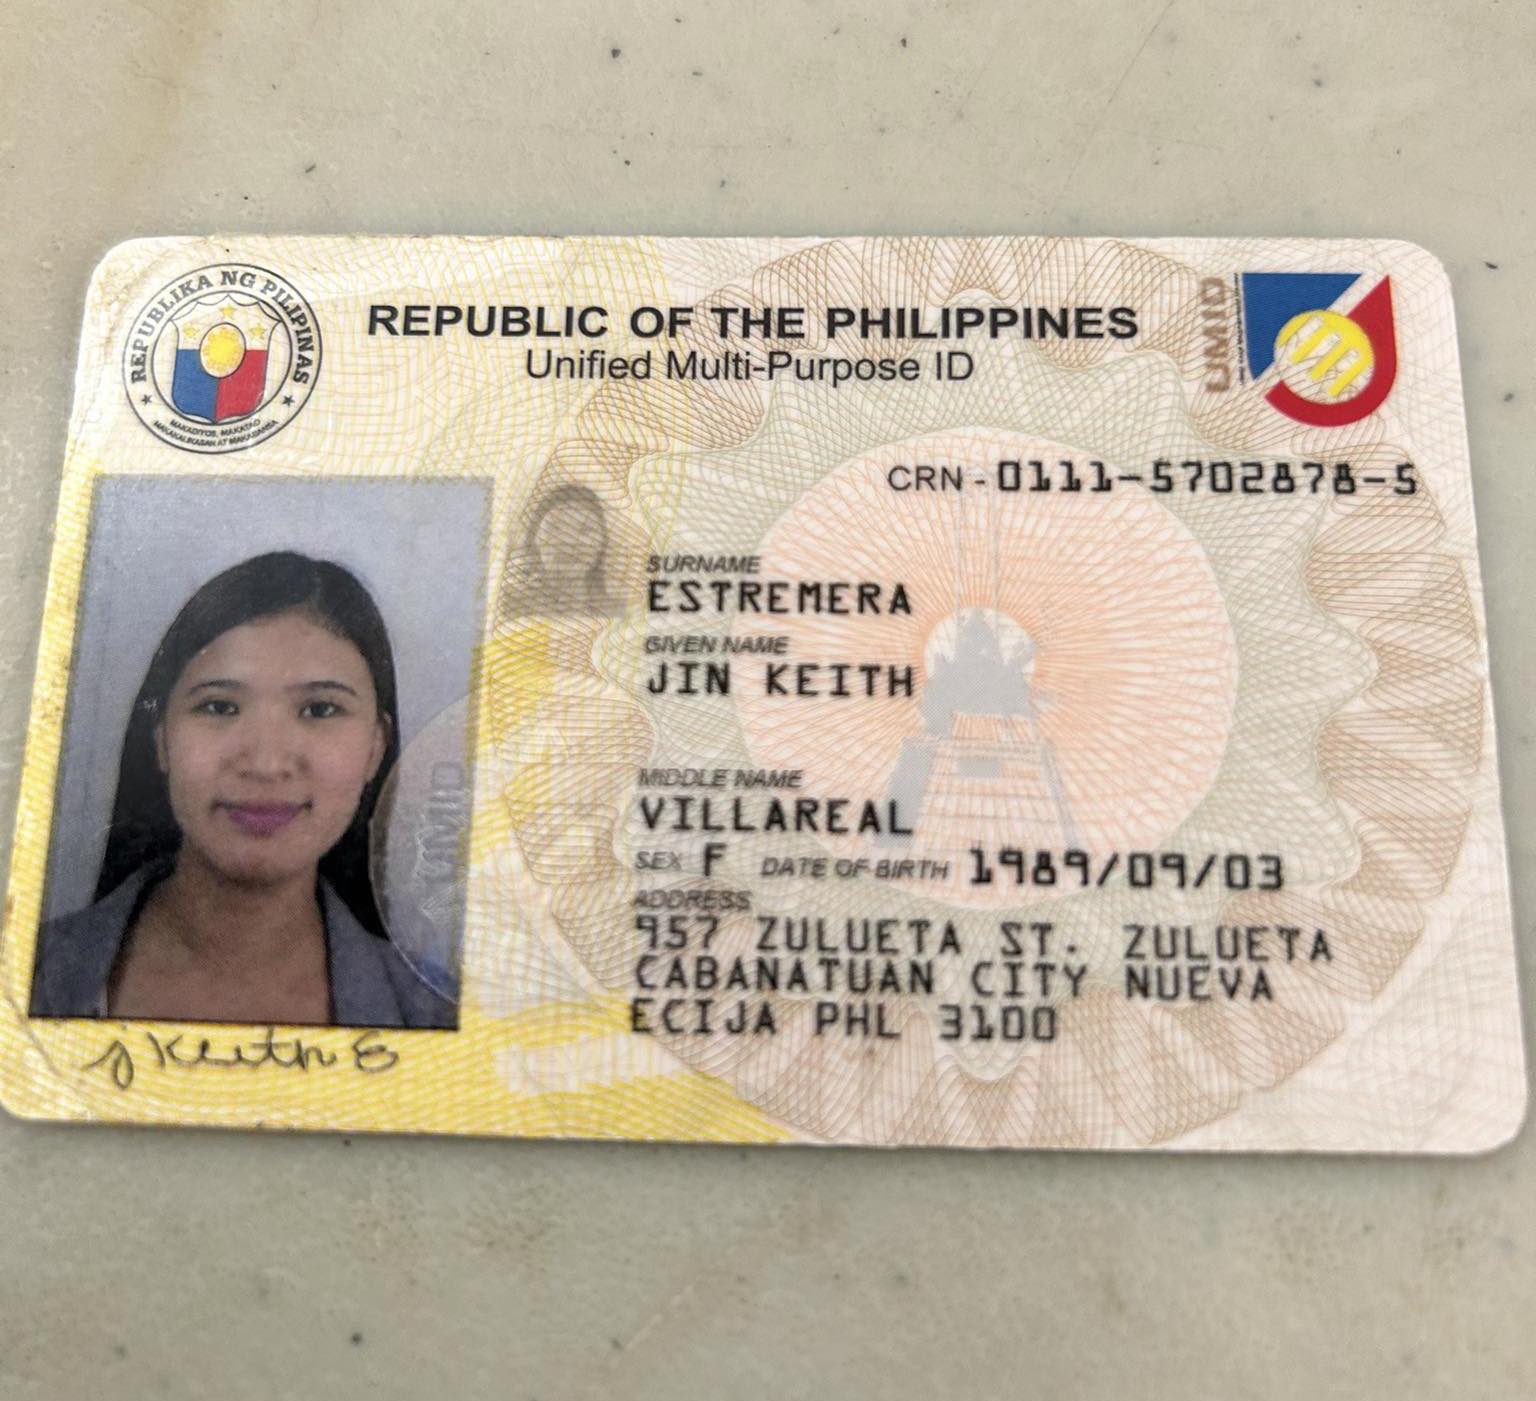 REPUBLIKA NG PILIPINAS
MAKADIYOS, MAKATAO
MAKAKALIKASAN AT MAKABANSA
REPUBLIC OF THE PHILIPPINES
Unified Multi-Purpose ID
UMID
CRN - 0111-5702878-5
SURNAME
ESTREMERA
GIVEN NAME
JIN KEITH
MIDDLE NAME
VILLAREAL
SEX F DATE OF BIRTH 1989/09/03
ADDRESS
957 ZULUETA ST. ZULUETA
CABANATUAN CITY NUEVA
ECIJA PHL 3100
UMID
j Keith E